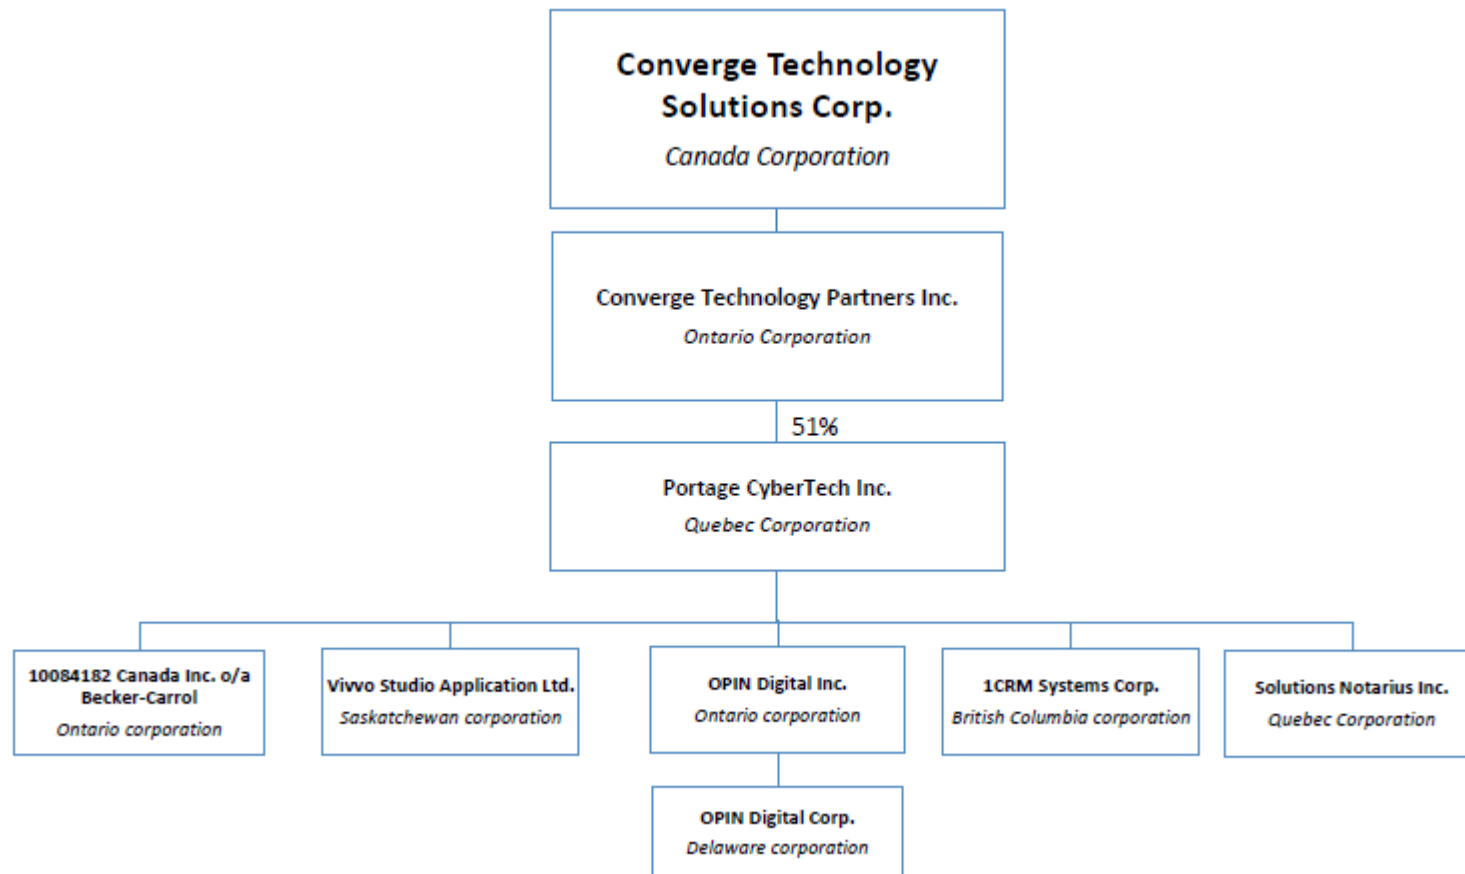 Converge Technology
Solutions Corp.
Canada Corporation
Converge Technology Partners Inc.
Ontario Corporation
51%
Portage CyberTech Inc.
Quebec Corporation
10084182 Canada Inc. o/a
Becker-Carrol
Ontario corporation
Vivvo Studio Application Ltd.
Saskatchewan corporation
OPIN Digital Inc.
Ontario corporation
1CRM Systems Corp.
British Columbia corporation
Solutions Notarius Inc.
Quebec Corporation
OPIN Digital Corp.
Delaware corporation